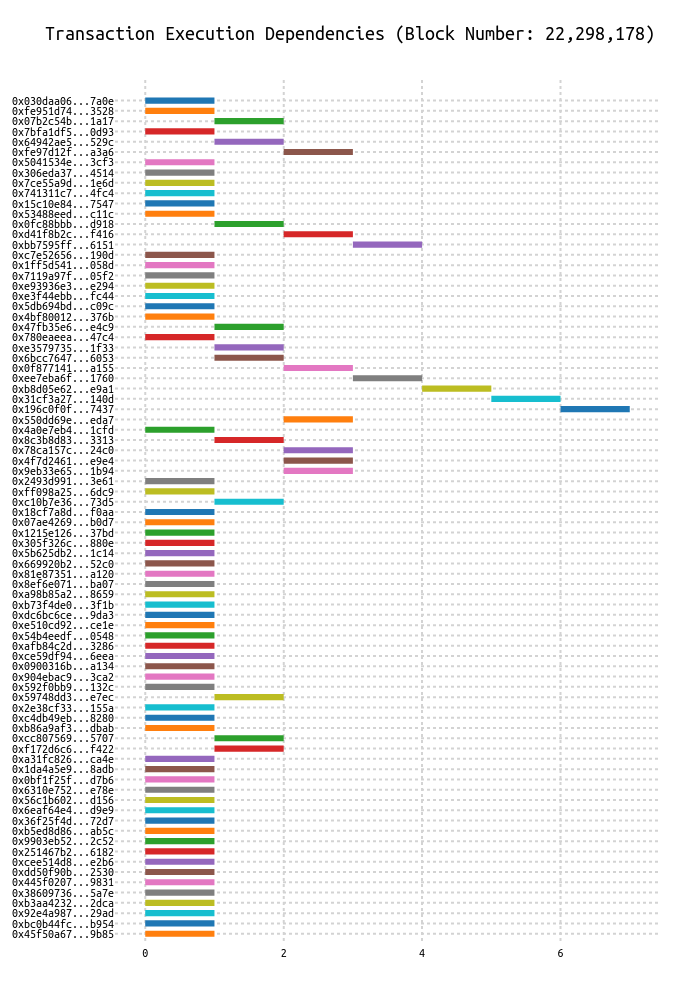 Transaction Execution Dependencies (Block Number: 22,298,178)
0x030daa06...7a0e
0xfe951d74...3528
0x07b2c54b...1a17
0x7bfa1df5...0d93
0x64942ae5...529c
0xfe97d12f...a3a6
0x5041534e...3cf3
0x306eda37...4514
0x7ce55a9d...1e6d
0x741311c7...4fc4
0x15c10e84...7547
0x53488eed...c11c
0x0fc88bbb...d918
0xd41f8b2c...f416
0xbb7595ff...6151
0xc7e52656...190d
0x1ff5d541...058d
0x7119a97f...05f2
0xe93936e3...e294
0xe3f44ebb...fc44
0x5db694bd...c09c
0x4bf80012...376b
0x47fb35e6...e4c9
0x780eaeea...47c4
0xe3579735...1f33
0x6bcc7647...6053
0x0f877141...a155
0xee7eba6f...1760
0xb8d05e62...e9a1
0x31cf3a27...140d
0x196c0f0f...7437
0x550dd69e...eda7
0x4a0e7eb4...1cfd
0x8c3b8d83...3313
0x78ca157c...24c0
0x4f7d2461...e9e4
0x9eb33e65...1b94
0x2493d991...3e61
0xff098a25...6dc9
0xc10b7e36...73d5
0x18cf7a8d...f0aa
0x07ae4269...b0d7
0x1215e126...37bd
0x305f326c...880e
0x5b625db2...1c14
0x669920b2...52c0
0x81e87351...a120
0x8ef6e071...ba07
0xa98b85a2...8659
0xb73f4de0...3f1b
0xdc6bc6ce...9da3
0xe510cd92...ce1e
0x54b4eedf...0548
0xafb84c2d...3286
0xce59df94...6eea
0x0900316b...a134
0x904ebac9...3ca2
0x592f0bb9...132c
0x59748dd3...e7ec
0x2e38cf33...155a
0xc4db49eb...8280
0xb86a9af3...dbab
0xcc807569...5707
0xf172d6c6...f422
0xa31fc826...ca4e
0x1da4a5e9...8adb
0x0bf1f25f...d7b6
0x6310e752...e78e
0x56c1b602...d156
0x6eaf64e4...d9e9
0x36f25f4d...72d7
0xb5ed8d86...ab5c
0x9903eb52...2c52
0x251467b2...6182
0xcee514d8...e2b6
0xdd50f90b...2530
0x445f0207...9831
0x38609736...5a7e
0xb3aa4232...2dca
0x92e4a987...29ad
0xbc0b44fc...b954
0x45f50a67...9b85
0 2 4 6